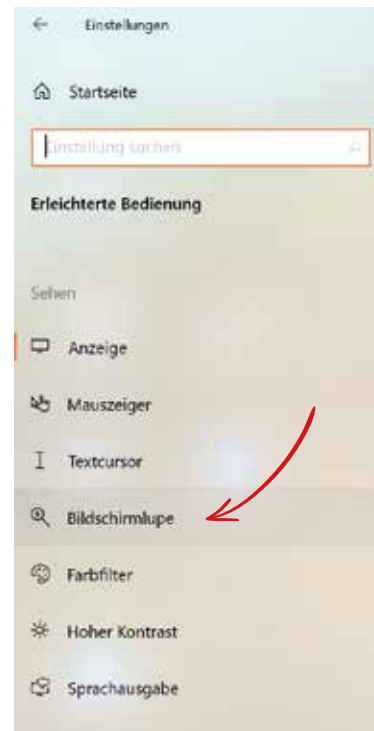 Einstellungen
Startseite
Einstellung suchen
Erleichterte Bedienung
Sehen
Anzeige
Mauszeiger
Textcursor
Bildschirmlupe
Farbfilter
Hoher Kontrast
Sprachausgabe